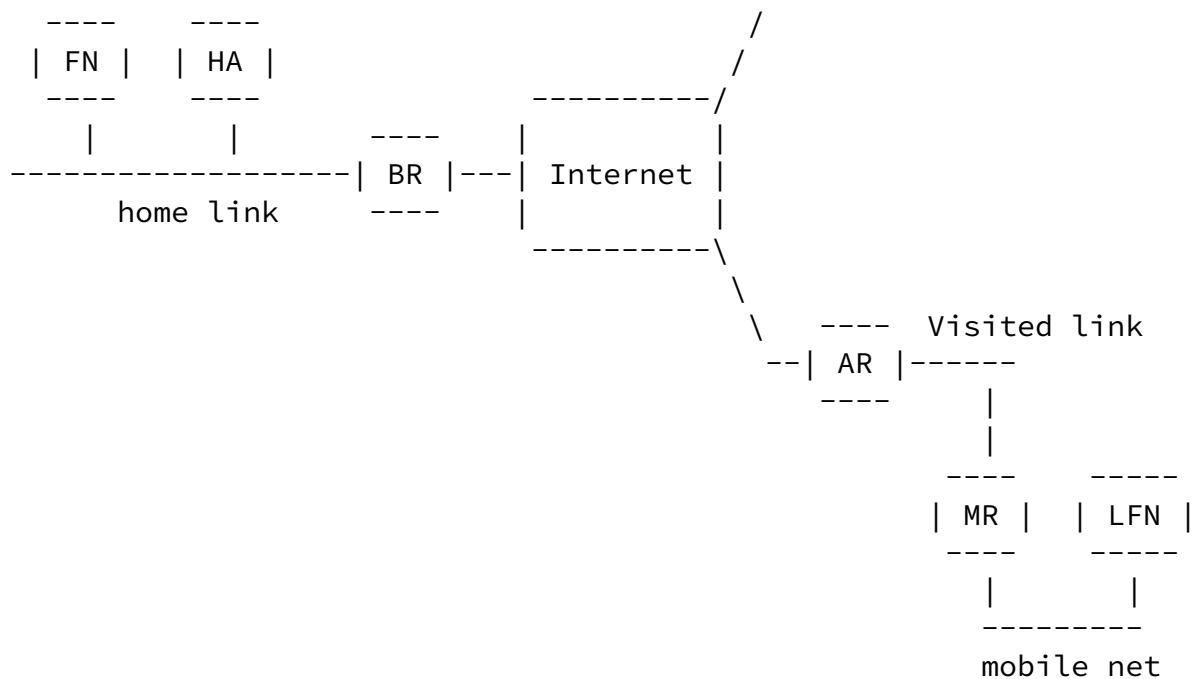 FN HA
BR Internet
home link
Visited link
AR
MR LFN
mobile net